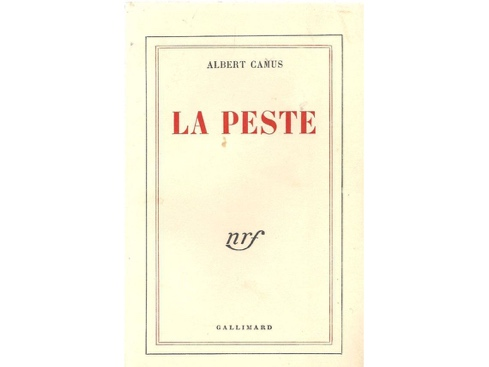 ALBERT CAMUS
LA PESTE
nrf
GALLIMARD